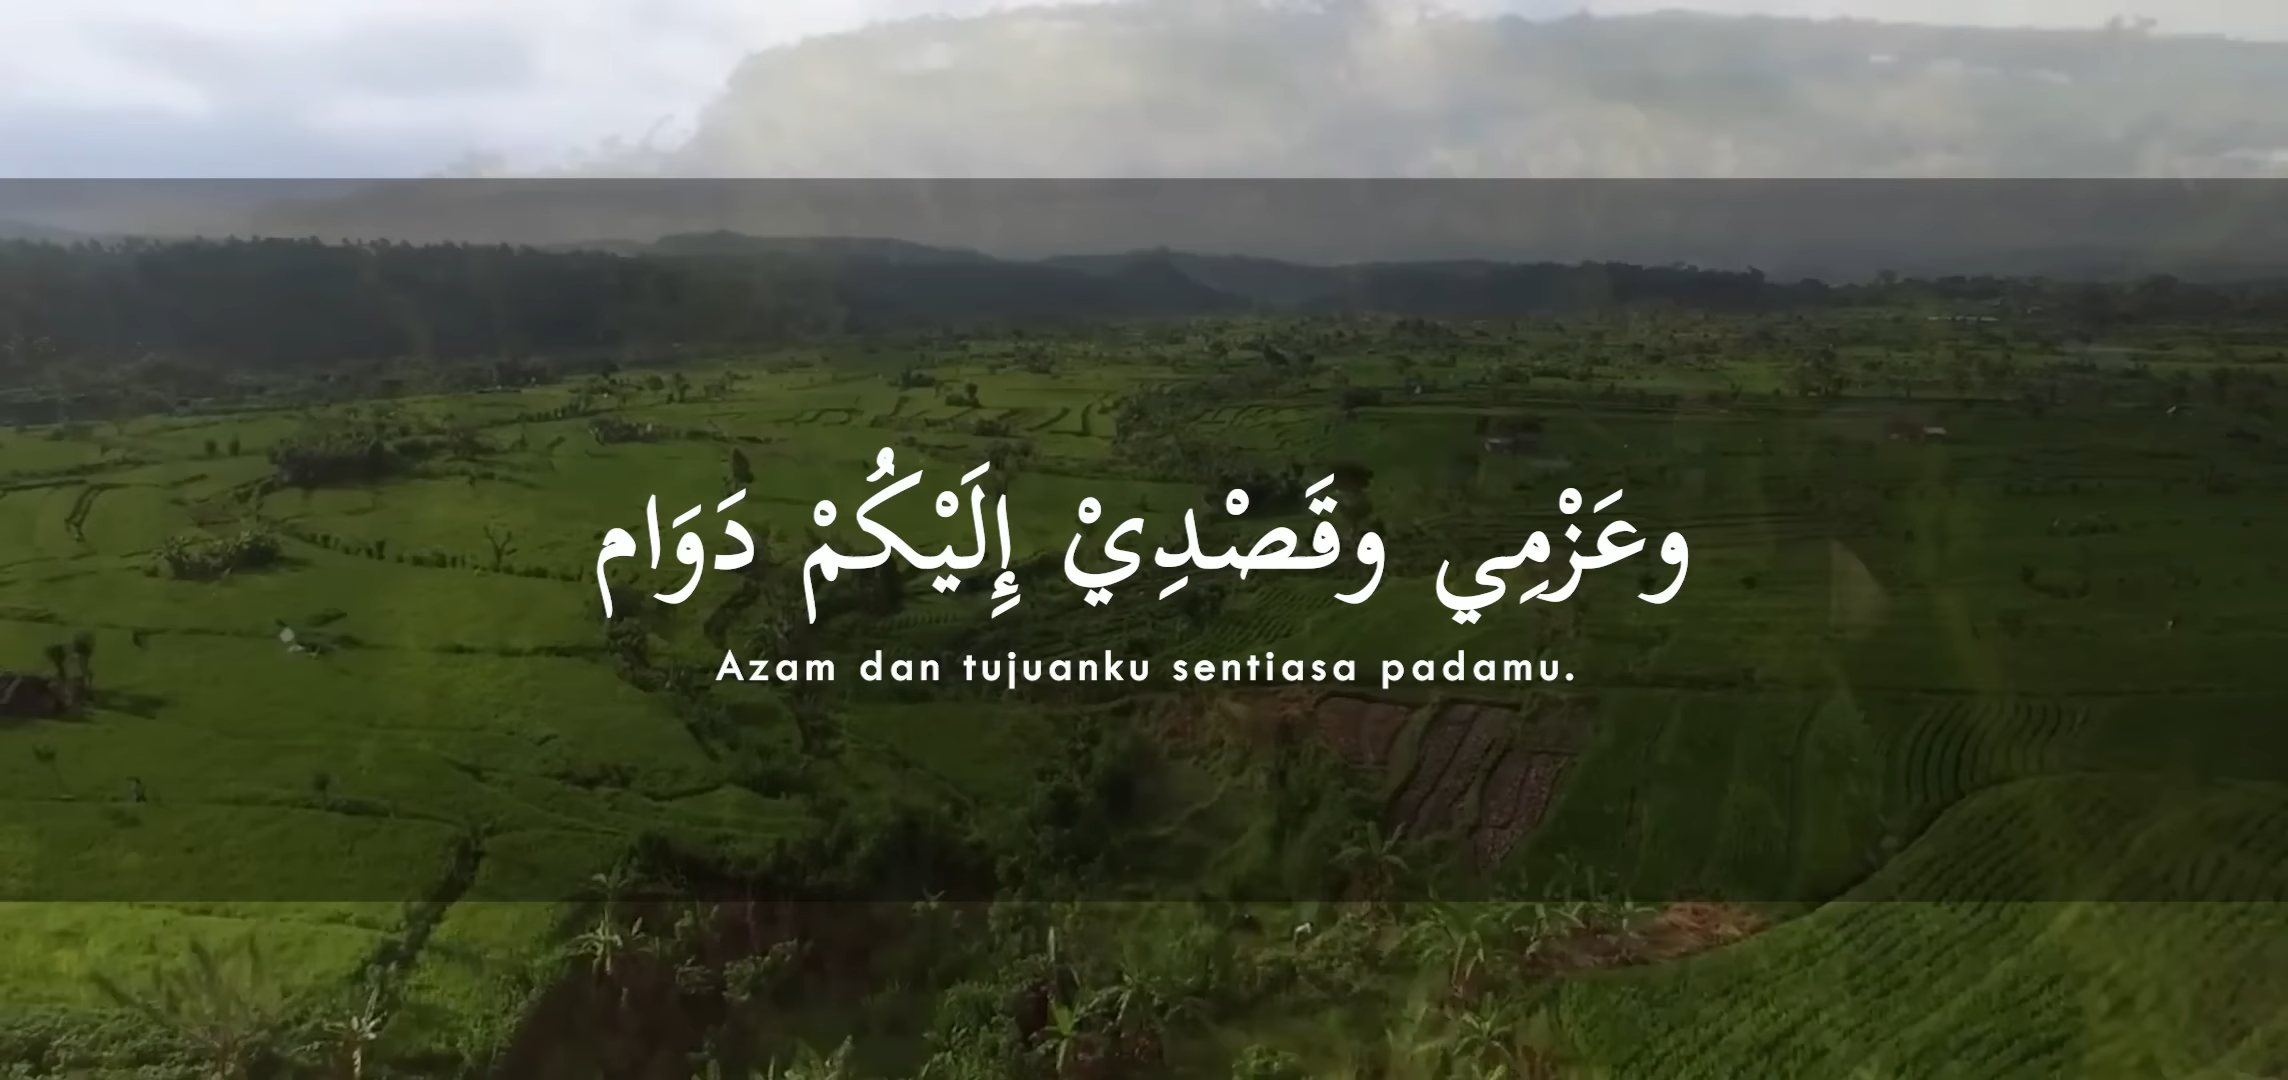 وعَزْمِي وقَصْدِيْ إِلَيْكُمْ دَوَام
Azam dan tujuanku sentiasa padamu.